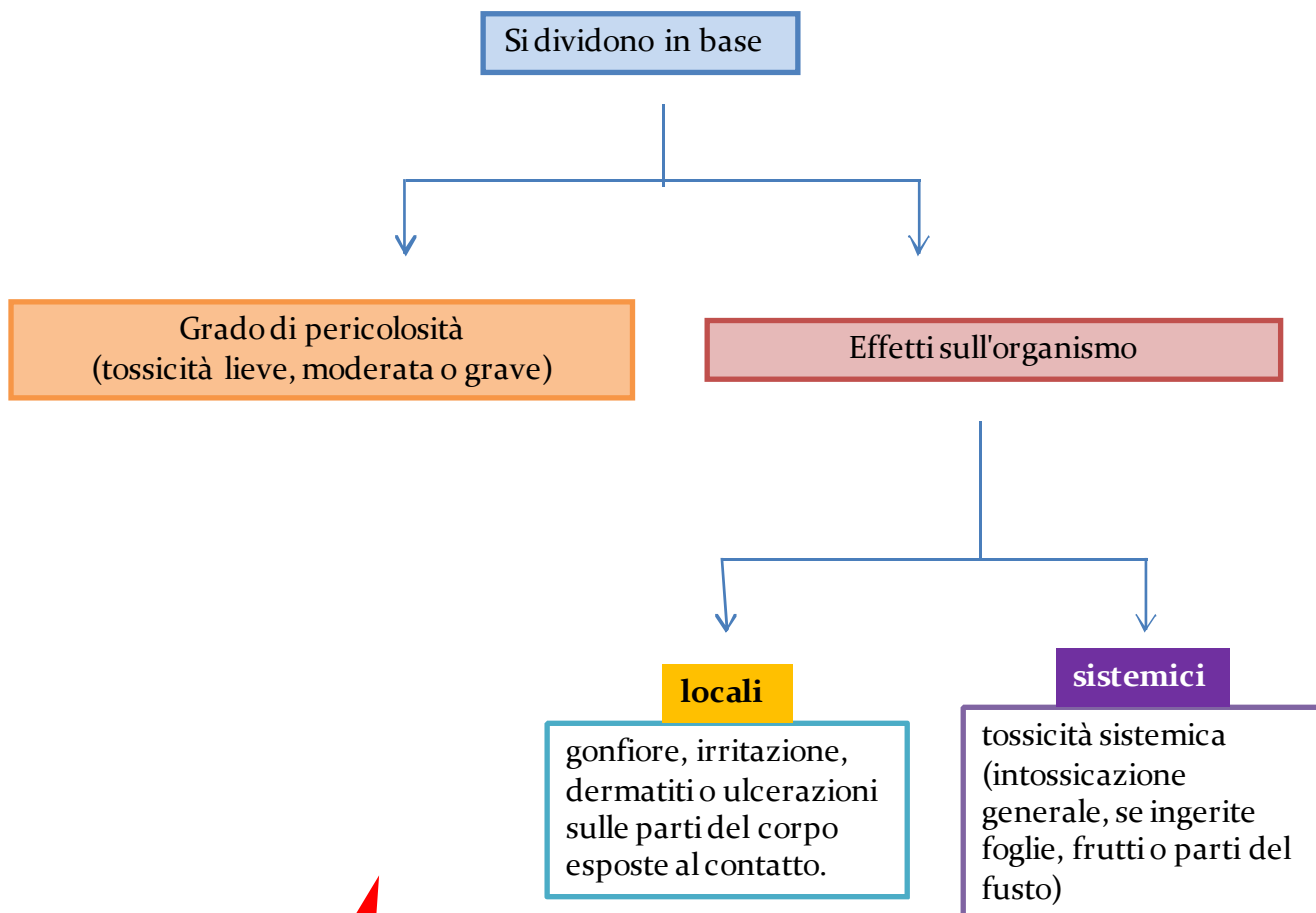 Si dividono in base
Grado di pericolosità
(tossicità lieve, moderata o grave)
Effetti sull'organismo
locali
gonfiore, irritazione,
dermatiti o ulcerazioni
sulle parti del corpo
esposte al contatto.
sistemici
tossicità sistemica
(intossicazione
generale, se ingerite
foglie, frutti o parti del
fusto)